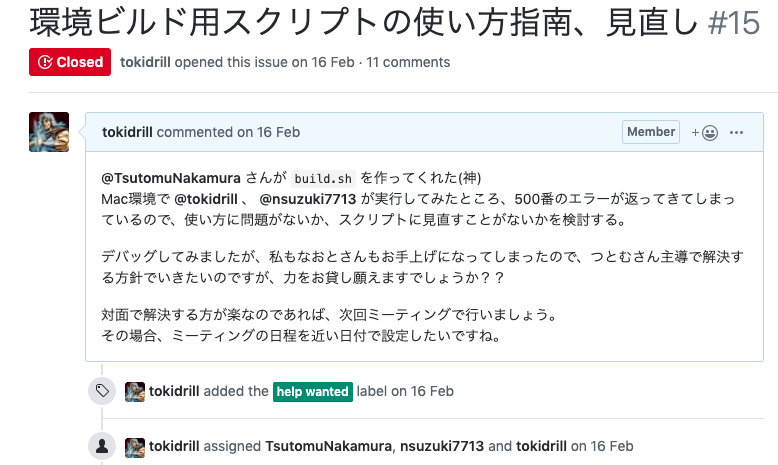 環境ビルド用スクリプトの使い方指南、見直し #15
Closed tokidrill opened this issue on 16 Feb · 11 comments
tokidrill commented on 16 Feb Member
@TsutomuNakamura さんが build.sh を作ってくれた(神)
Mac環境で @tokidrill 、 @nsuzuki7713 が実行してみたところ、500番のエラーが返ってきてしまっ
ているので、使い方に問題がないか、スクリプトに見直すことがないかを検討する。
デバッグしてみましたが、私もなおとさんもお手上げになってしまったので、つとむさん主導で解決す
る方針でいきたいのですが、力をお貸し願えますでしょうか？？
対面で解決する方が楽なのであれば、次回ミーティングで行いましょう。
その場合、ミーティングの日程を近い日付で設定したいですね。
tokidrill added the help wanted label on 16 Feb
tokidrill assigned TsutomuNakamura, nsuzuki7713 and tokidrill on 16 Feb